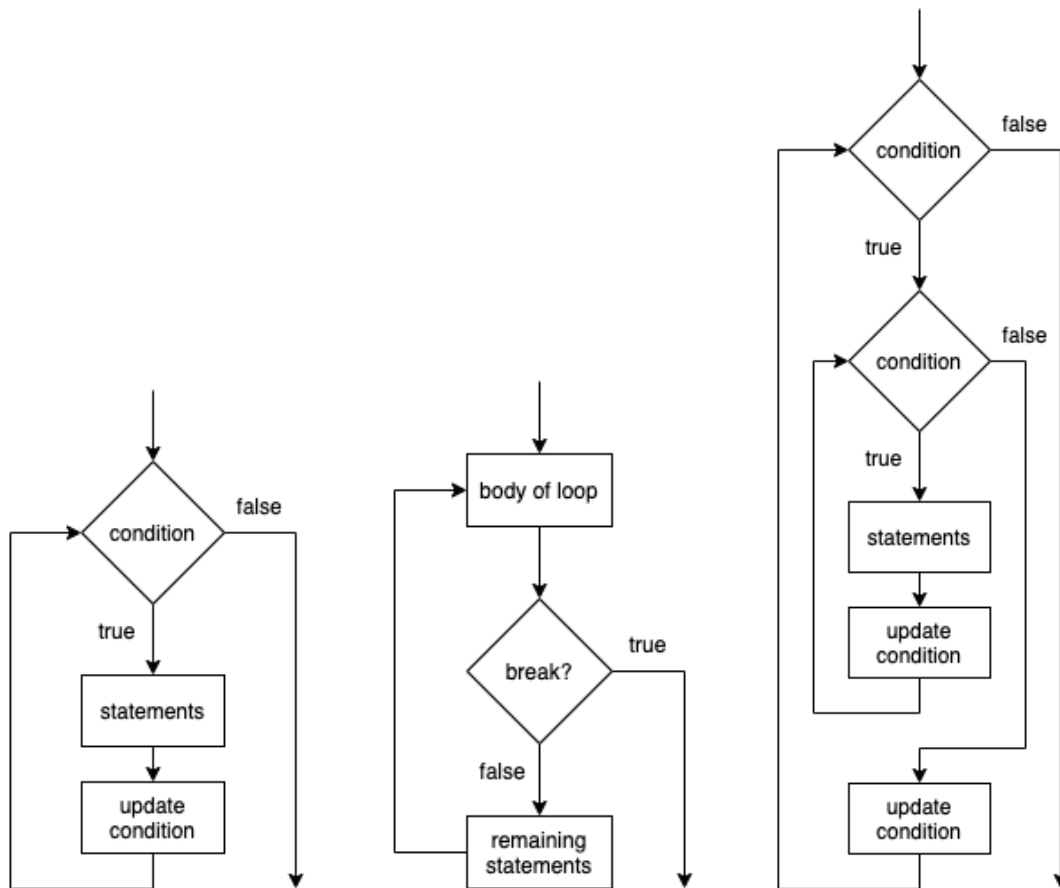 condition
false
true
statements
update
condition
body of loop
break?
true
false
remaining
statements
condition
false
true
condition
false
true
statements
update
condition
update
condition